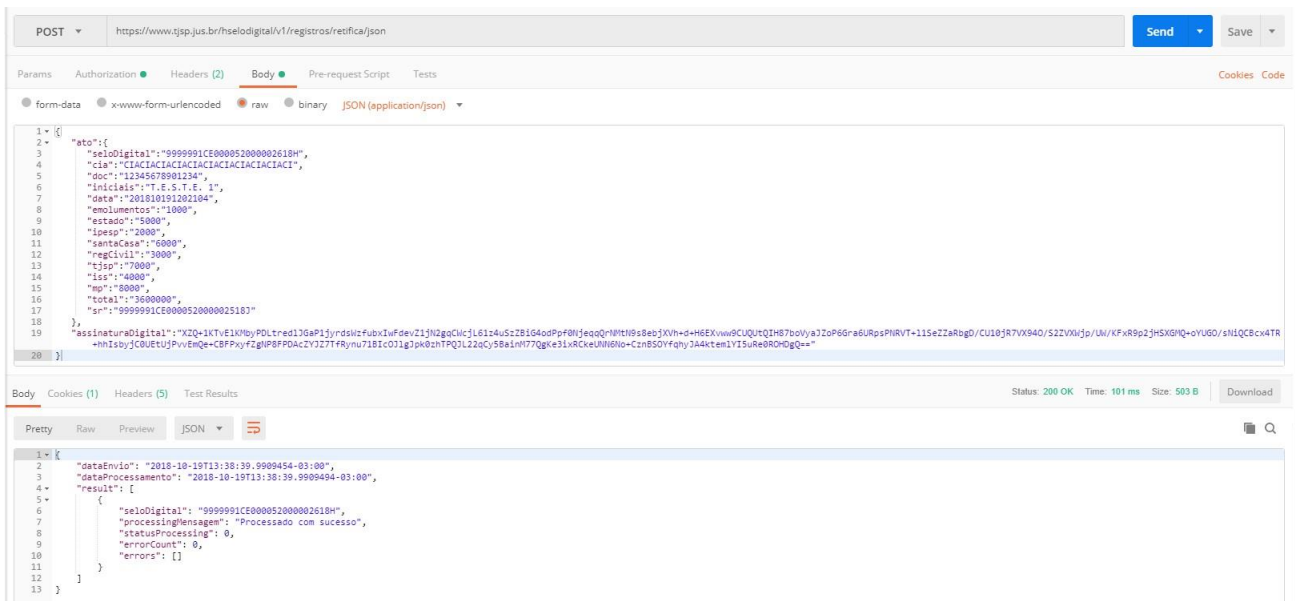 POST https://www.tjsp.jus.br/hselodigital/v1/registros/retifica/json Send Save
Params Authorization Headers (2) Body Pre-request Script Tests Cookies Code
form-data x-www-form-urlencoded raw binary JSON (application/json)
1 {
2 "ato":{
3 "seloDigital":"9999991CE000052000002618H",
4 "cia":"CIACIACIACIACIACIACIACIACIACIACI",
5 "doc":"12345678901234",
6 "iniciais":"T.E.S.T.E. 1",
7 "data":"201810191202104",
8 "emolumentos":"1000",
9 "estado":"5000",
10 "ipesp":"2000",
11 "santaCasa":"6000",
12 "regCivil":"3000",
13 "tjsp":"7000",
14 "iss":"4000",
15 "mp":"8000",
16 "total":"3600000",
17 "sr":"9999991CE0000520000002518J"
18 },
19 "assinaturaDigital":
20 }
Body Cookies (1) Headers (5) Test Results Status: 200 OK Time: 101 ms Size: 503 B Download
Pretty Raw Preview JSON
1 {
2 "dataEnvio": "2018-10-19T13:38:39.9909454-03:00",
3 "dataProcessamento": "2018-10-19T13:38:39.9909494-03:00",
4 "result": [
5 {
6 "seloDigital": "9999991CE000052000002618H",
7 "processingMensagem": "Processado com sucesso",
8 "statusProcessing": 0,
9 "errorCount": 0,
10 "errors": []
11 }
12 ]
13 }